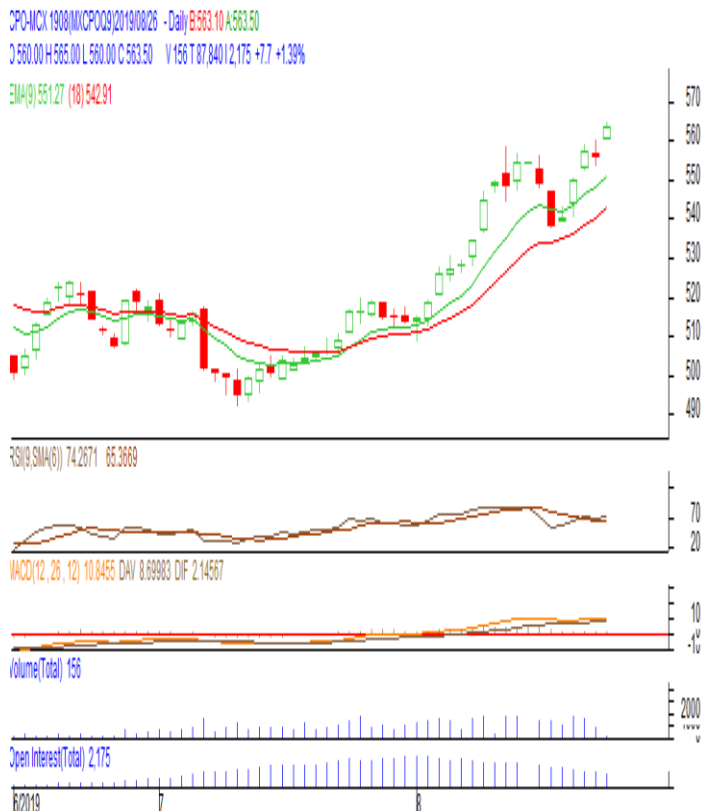 CPO-MCX 1908(MXCPOQ9)2019/08/26 - Daily B:563.10 A:563.50
O 560.00 H 565.00 L 560.00 C 563.50 V 156 T 87,840 I 2,175 +7.7 +1.39%
EMA(9) 551.27 (18) 542.91
570
560
550
540
530
520
510
500
490
RSI(9,SMA(6)) 74.2671 65.3669
70
20
MACD(12 , 26 , 12) 10.8455 DAV 8.69983 DIF 2.14567
10
Volume(Total) 156
2000
Open Interest(Total) 2,175
6/2019 7 8